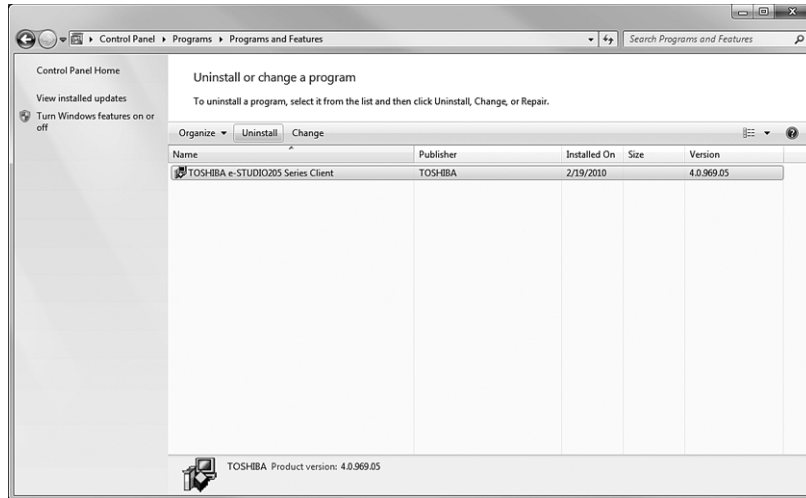 Control Panel Programs Programs and Features
Search Programs and Features
Control Panel Home
View installed updates
Turn Windows features on or
off
Uninstall or change a program
To uninstall a program, select it from the list and then click Uninstall, Change, or Repair.
Organize Uninstall Change
Name Publisher Installed On Size Version
TOSHIBA e-STUDIO205 Series Client TOSHIBA 2/19/2010 4.0.969.05
TOSHIBA Product version: 4.0.969.05